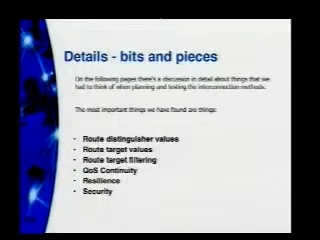 Details - bits and pieces
On the following pages there's a discussion in detail about things that we
had to think of when planning and testing the interconnection methods.
The most important things we have found are things:
• Route distinguisher values
• Route target values
• Route target filtering
• QoS Continuity
• Resilience
• Security